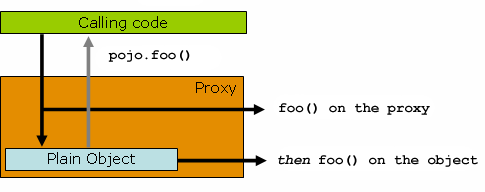 Calling code
pojo.foo()
Proxy
foo() on the proxy
Plain Object
then foo() on the object